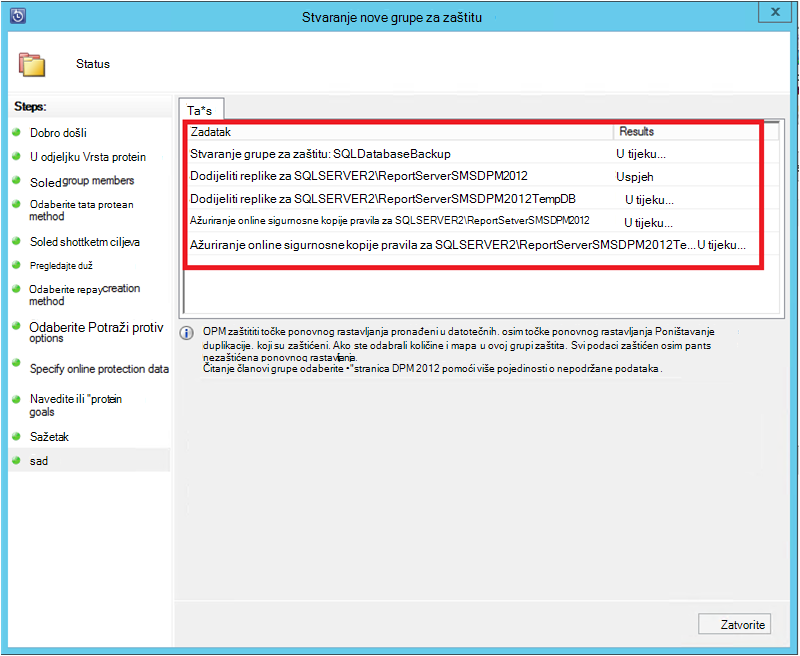 Stvaranje nove grupe za zaštitu
x
Status
Steps:
Dobro došli
U odjeljku Vrsta protein
Soledgroup members
Odaberite tata protean
method
Soled shottketm ciljeva
Pregledajte duž
Odaberite repaycreation
method
Odaberite Potraži protiv
options
Specify online protection data
Navedite ili "protein
goals
Sažetak
sad
Ta*s
Zadatak Results
Stvaranje grupe za zaštitu: SQLDatabaseBackup U tijeku...
Dodijeliti replike za SQLSERVER2\ReportServerSMSDPM2012 Uspjeh
Dodijeliti replike za SQLSERVER2\ReportServerSMSDPM2012TempDB U tijeku...
Ažuriranje online sigurnosne kopije pravila za SQLSERVER2\ReportSetverSMSDPM2012 U tijeku...
Ažuriranje online sigurnosne kopije pravila za SQLSERVER2\ReportServerSMSDPM2012Te... U tijeku...
OPM zaštititi točke ponovnog rastavljanja pronađeni u datotečnih. osim točke ponovnog rastavljanja Poništavanje
duplikacije. koji su zaštićeni. Ako ste odabrali količine i mapa u ovoj grupi zaštita. Svi podaci zaštićen osim pants
nezaštićena ponovnog rastavljanja.
Čitanje članovi grupe odaberite •"stranica DPM 2012 pomoći više pojedinosti o nepodržane podataka.
Zatvorite